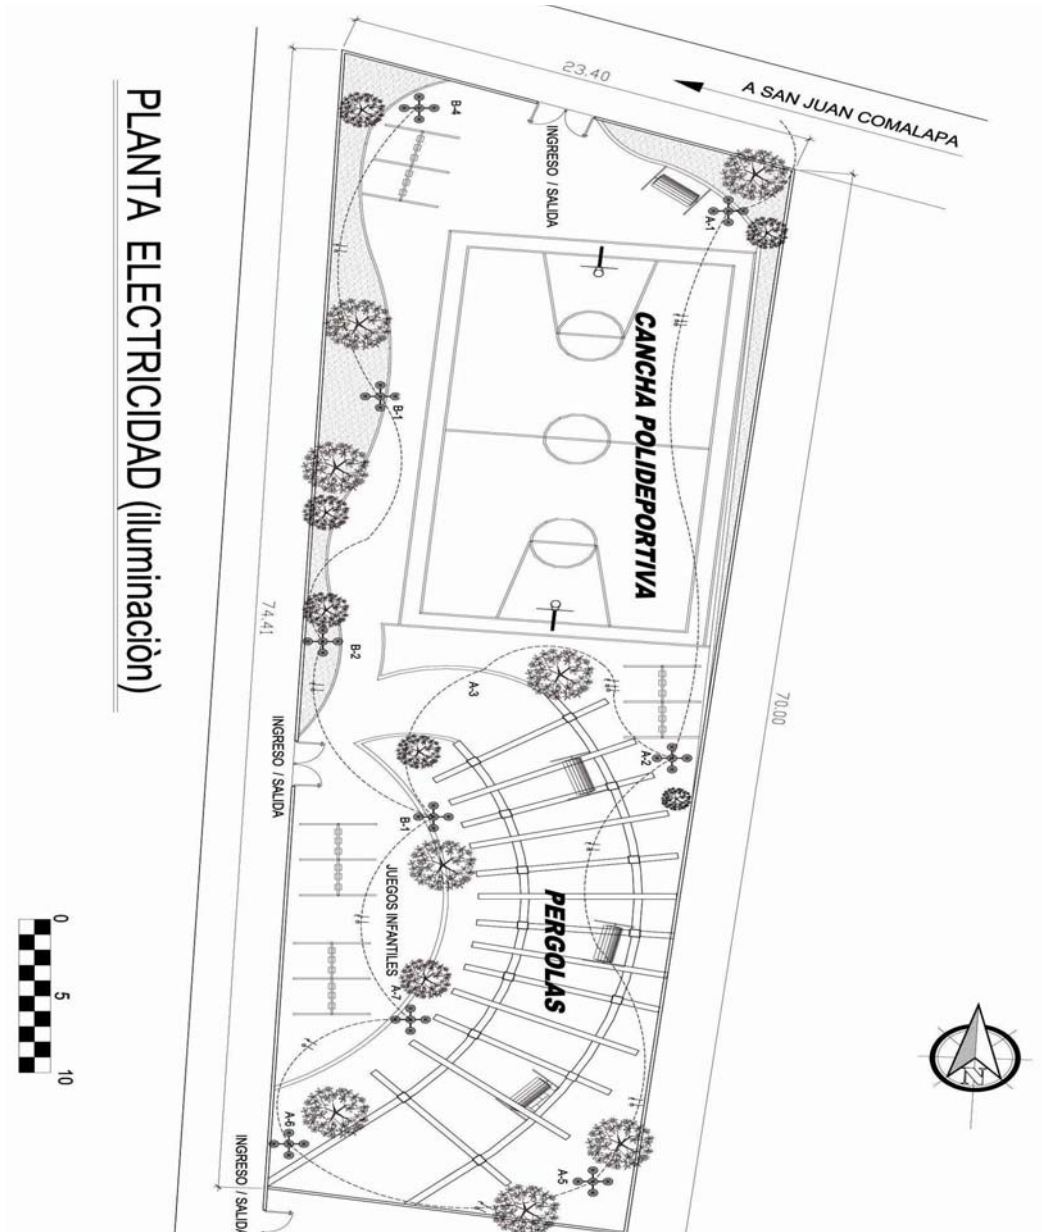 PLANTA ELECTRICIDAD (iluminaciòn)
23.40
A SAN JUAN COMALAPA
B-4
INGRESO / SALIDA
A-1
CANCHA POLIDEPORTIVA
B-1
74.41
70.00
B-2
A-3
A-2
INGRESO / SALIDA
B-1
JUEGOS INFANTILES
PERGOLAS
A-7
A-6
A-5
INGRESO / SALIDA
0
5
10
N